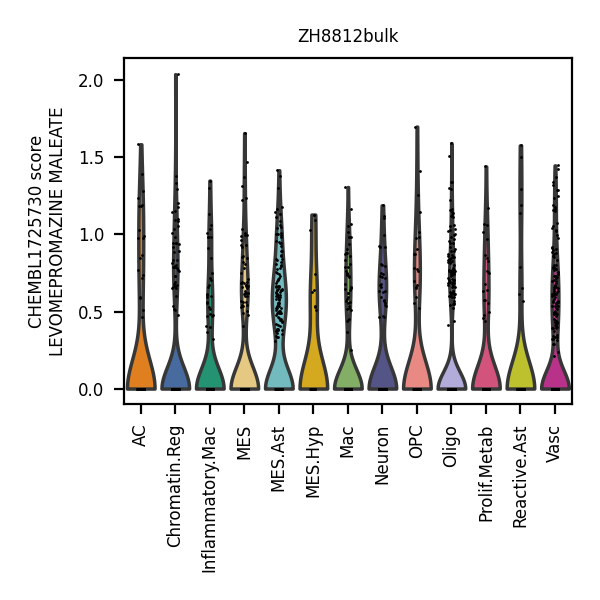 ZH8812bulk
CHEMBL1725730 score
LEVOMEPROMAZINE MALEATE
2.0
1.5
1.0
0.5
0.0
AC
Chromatin.Reg
Inflammatory.Mac
MES
MES.Ast
MES.Hyp
Mac
Neuron
OPC
Oligo
Prolif.Metab
Reactive.Ast
Vasc